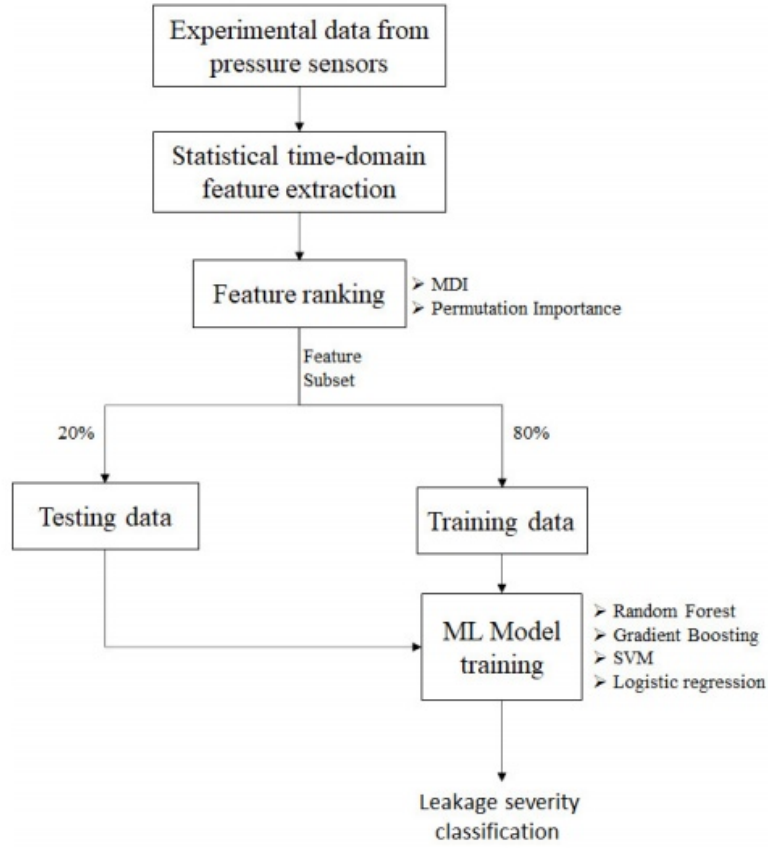 Experimental data from
pressure sensors
Statistical time-domain
feature extraction
Feature ranking
➢ MDI
➢ Permutation Importance
Feature
Subset
20%
80%
Testing data
Training data
ML Model
training
➢ Random Forest
➢ Gradient Boosting
➢ SVM
➢ Logistic regression
Leakage severity
classification